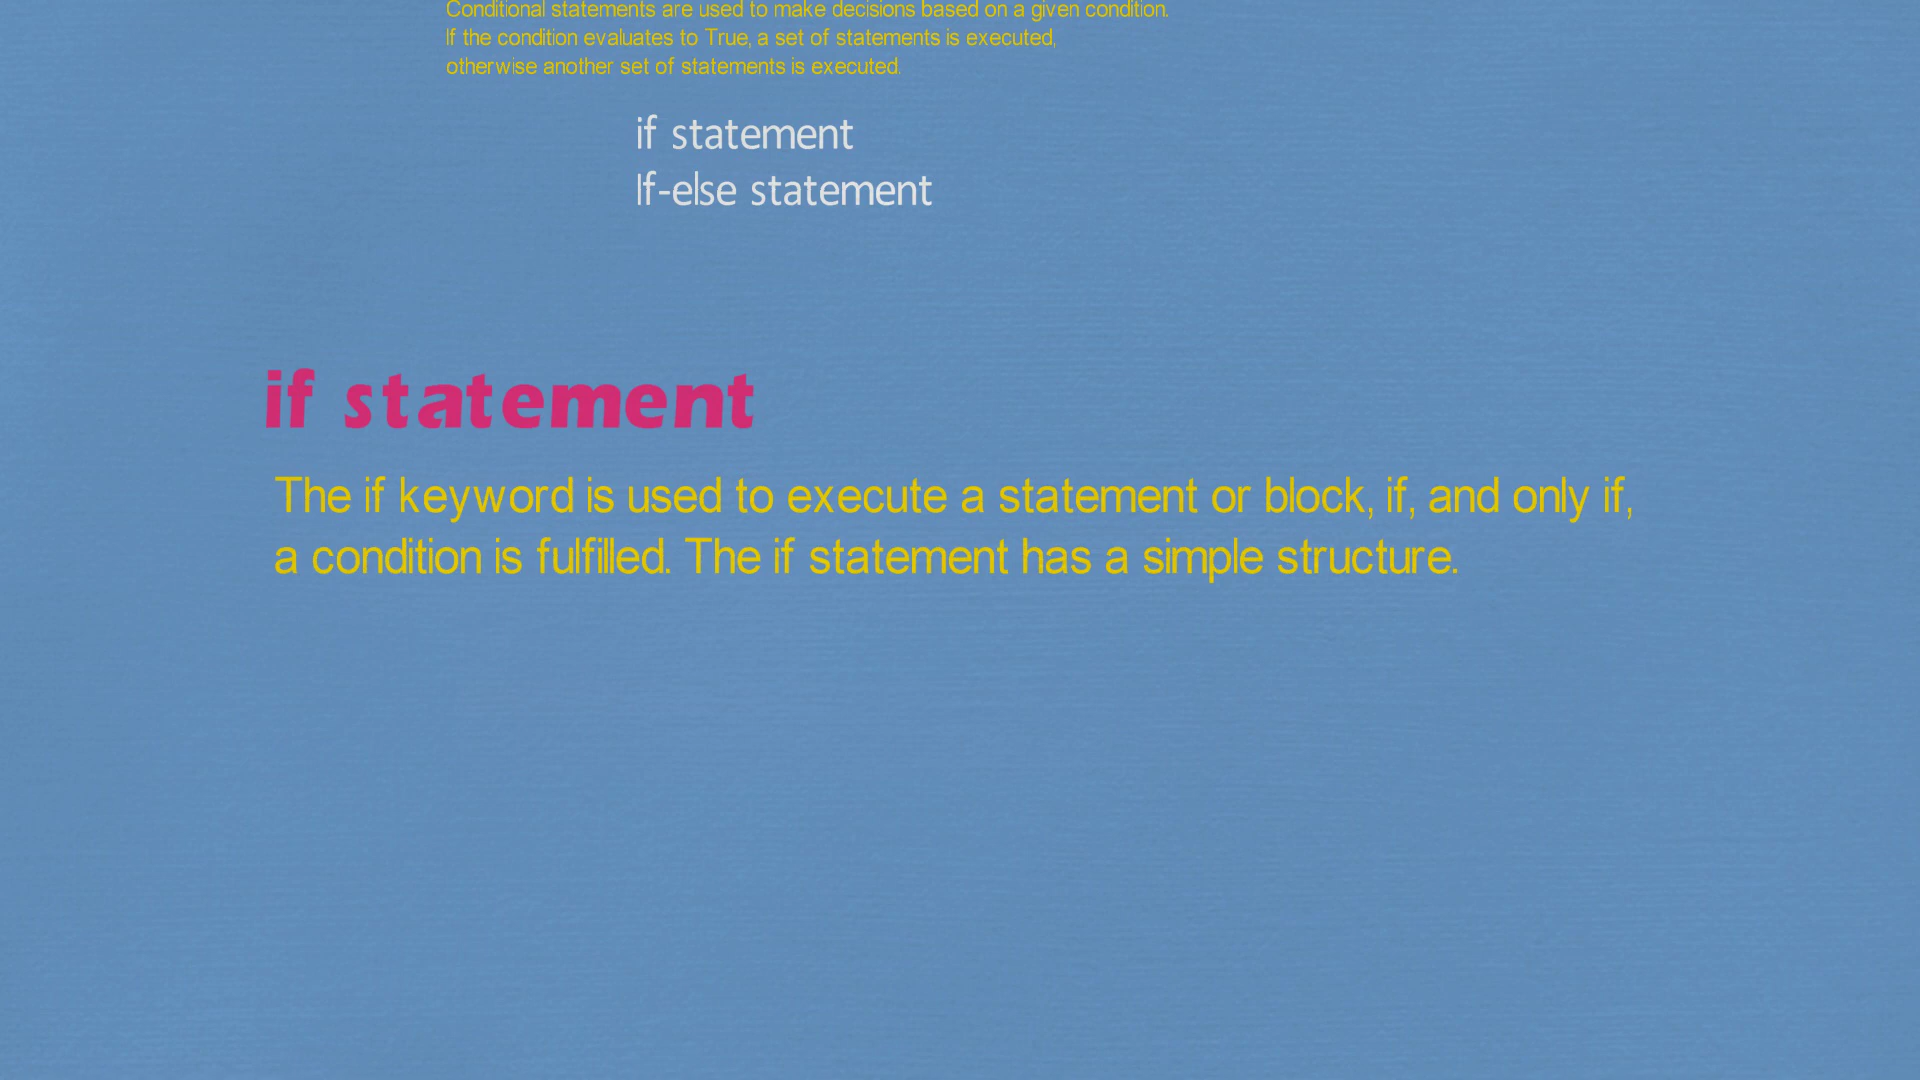 Conditional statements are used to make decisions based on a given condition.
If the condition evaluates to True, a set of statements is executed,
otherwise another set of statements is executed.
if statement
If-else statement
if statement
The if keyword is used to execute a statement or block, if, and only if,
a condition is fulfilled. The if statement has a simple structure.